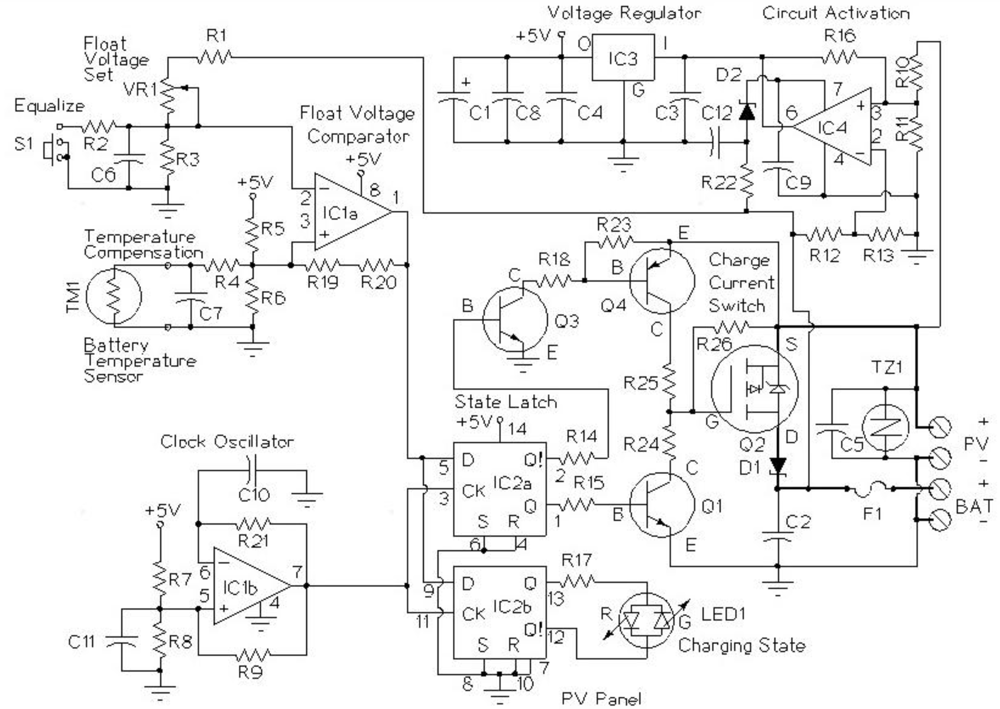 Voltage Regulator
Circuit Activation
Float
Voltage
Set
R1
+5V
O
IC3
I
G
R16
R10
VR1
D2
7
+
3
6
IC4
2
R11
-
4
Equalize
S1
R2
C6
R3
+
C1
C8
C4
C3
C12
R22
C9
Float Voltage
Comparator
+5V
8
1
-
2
IC1a
3
+
+5V
R5
R12
R13
Temperature
Compensation
TM1
R4
C7
R6
R19
R20
Battery
Temperature
Sensor
R23
E
R18
B
C
Q4
C
B
Q3
E
Charge
Current
Switch
R26
S
R25
G
Q2
D
TZ1
C5
+
PV
-
+
BAT
-
D1
F1
C2
State Latch
+5V
14
R14
R24
D
5
Q!
2
IC2a
R15
CK
3
Q
1
S
R
6
4
C
B
Q1
E
Clock Oscillator
C10
+5V
R21
-
6
R7
IC1b
7
5
+
4
C11
R8
R9
D
9
Q
13
R17
IC2b
CK
11
Q!
12
S
R
7
8
10
R
G
LED1
Charging State
PV Panel